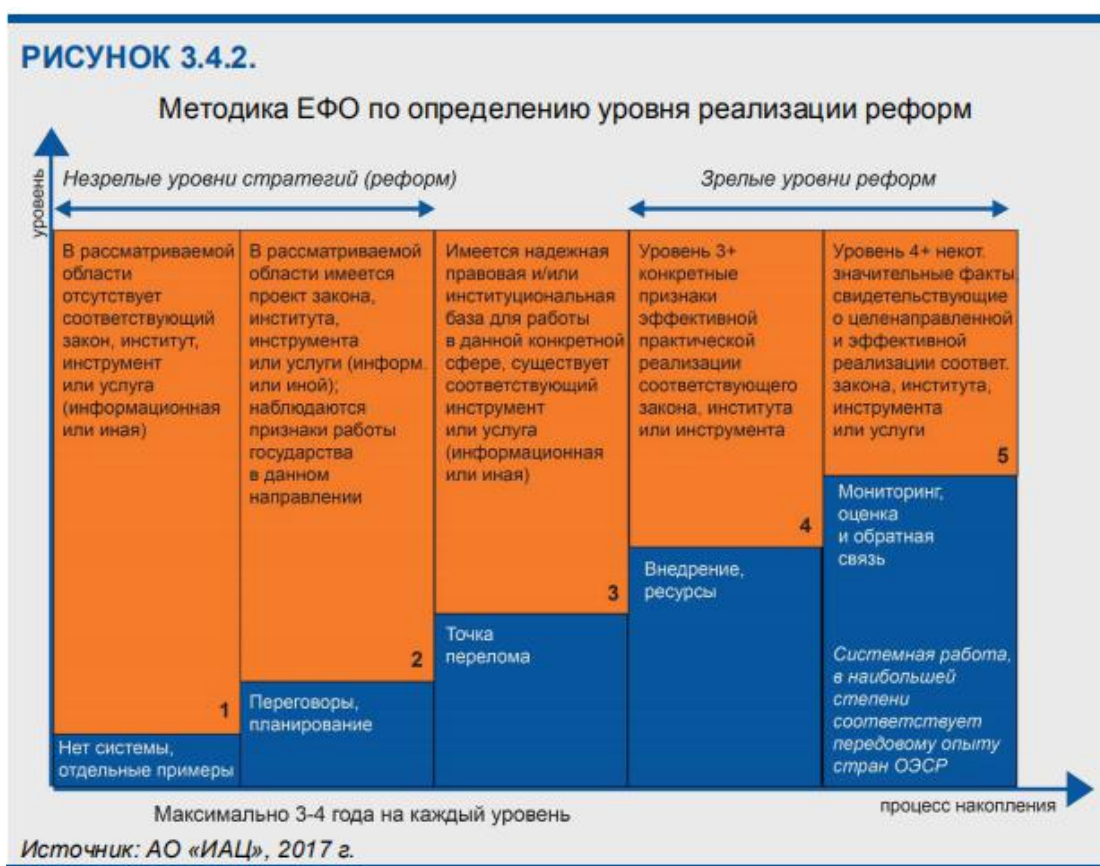 РИСУНОК 3.4.2.
Методика ЕФО по определению уровня реализации реформ
уровень
Незрелые уровни стратегий (реформ)
Зрелые уровни реформ
В рассматриваемой
области
отсутствует
соответствующий
закон, институт,
инструмент
или услуга
(информационная
или иная)
1
Нет системы,
отдельные примеры
В рассматриваемой
области имеется
проект закона,
института,
инструмента
или услуги (информ.
или иной);
наблюдаются
признаки работы
государства
в данном
направлении
2
Переговоры,
планирование
Имеется надежная
правовая и/или
институциональная
база для работы
в данной конкретной
сфере, существует
соответствующий
инструмент
или услуга
(информационная
или иная)
3
Точка
перелома
Уровень 3+
конкретные
признаки
эффективной
практической
реализации
соответствующего
закона, института
или инструмента
4
Внедрение,
ресурсы
Уровень 4+ некот.
значительные факты,
свидетельствующие
о целенаправленной
и эффективной
реализации соответ.
закона, института,
инструмента
или услуги
5
Мониторинг,
оценка
и обратная
связь
Системная работа,
в наибольшей
степени
соответствует
передовому опыту
стран ОЭСР
Максимально 3-4 года на каждый уровень
процесс накопления
Источник: АО «ИАЦ», 2017 г.